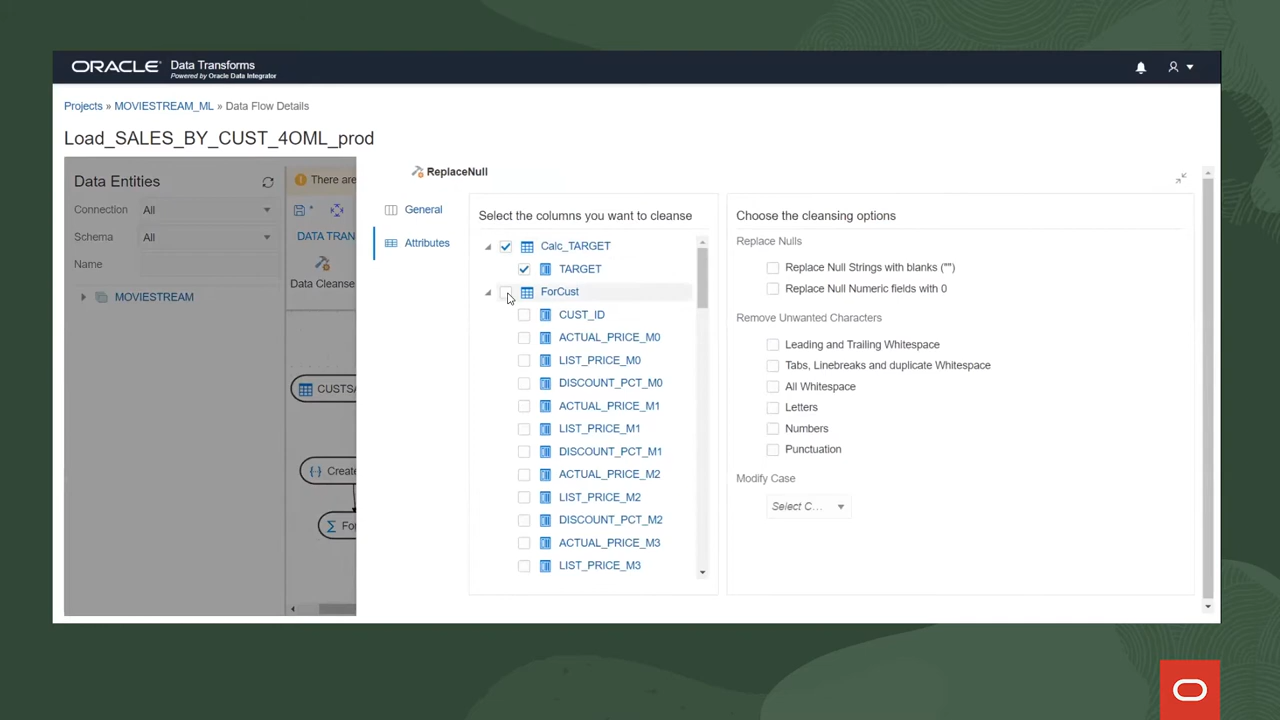 ORACLE
Data Transforms
Powered by Oracle Data Integrator
Projects » MOVIESTREAM_ML » Data Flow Details
Load_SALES_BY_CUST_4OML_prod
Data Entities
Connection All
Schema All
Name
MOVIESTREAM
There are
DATA TRAN
Data Cleanse
CUSTSA
Create
Fo
ReplaceNull
General
Attributes
Select the columns you want to cleanse
Calc_TARGET
TARGET
ForCust
CUST_ID
ACTUAL_PRICE_M0
LIST_PRICE_M0
DISCOUNT_PCT_M0
ACTUAL_PRICE_M1
LIST_PRICE_M1
DISCOUNT_PCT_M1
ACTUAL_PRICE_M2
LIST_PRICE_M2
DISCOUNT_PCT_M2
ACTUAL_PRICE_M3
LIST_PRICE_M3
Choose the cleansing options
Replace Nulls
Replace Null Strings with blanks ("")
Replace Null Numeric fields with 0
Remove Unwanted Characters
Leading and Trailing Whitespace
Tabs, Linebreaks and duplicate Whitespace
All Whitespace
Letters
Numbers
Punctuation
Modify Case
Select C...